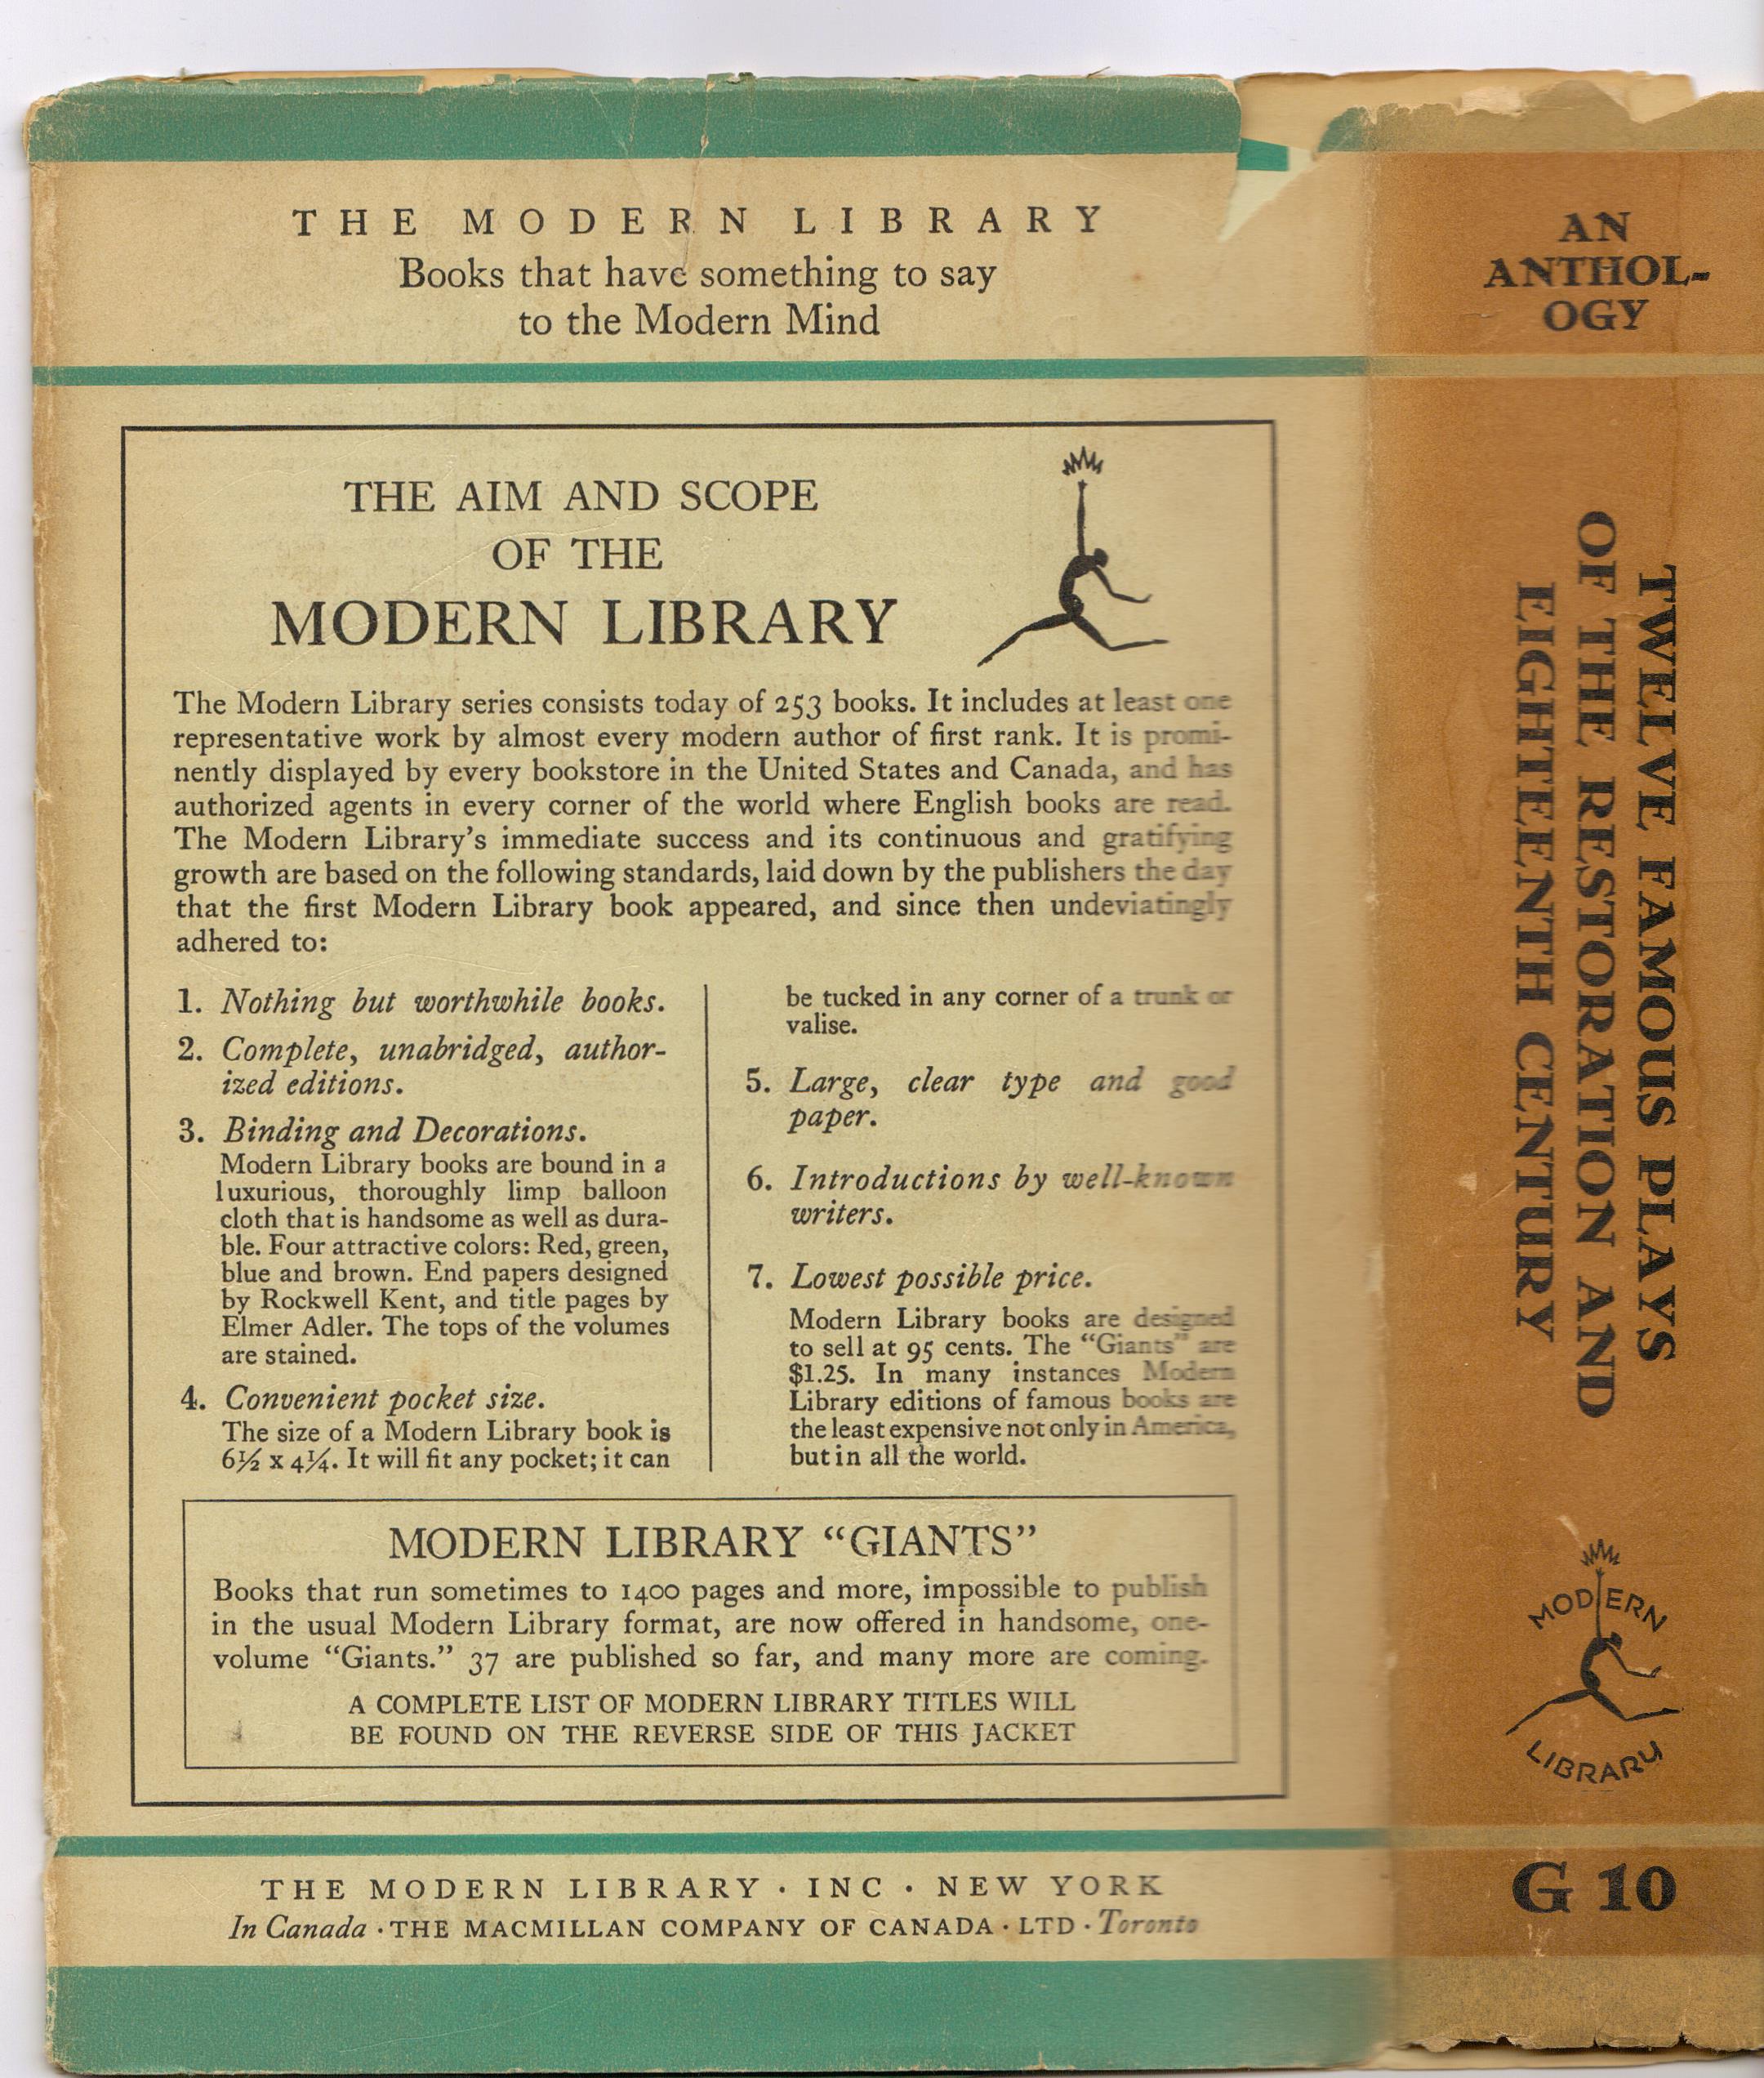 THE MODERN LIBRARY
Books that have something to say
to the Modern Mind
THE AIM AND SCOPE
OF THE
MODERN LIBRARY
The Modern Library series consists today of 253 books. It includes at least one
representative work by almost every modern author of first rank. It is promi-
nently displayed by every bookstore in the United States and Canada, and has
authorized agents in every corner of the world where English books are read.
The Modern Library's immediate success and its continuous and gratifying
growth are based on the following standards, laid down by the publishers the day
that the first Modern Library book appeared, and since then undeviatingly
adhered to:
1. Nothing but worthwhile books.
2. Complete, unabridged, author-
ized editions.
3. Binding and Decorations.
Modern Library books are bound in a
luxurious, thoroughly limp balloon
cloth that is handsome as well as dura-
ble. Four attractive colors: Red, green,
blue and brown. End papers designed
by Rockwell Kent, and title pages by
Elmer Adler. The tops of the volumes
are stained.
4. Convenient pocket size.
The size of a Modern Library book is
6½ x 4¼. It will fit any pocket; it can
be tucked in any corner of a trunk or
valise.
5. Large, clear type and good
paper.
6. Introductions by well-known
writers.
7. Lowest possible price.
Modern Library books are designed
to sell at 95 cents. The "Giants" are
$1.25. In many instances Modern
Library editions of famous books are
the least expensive not only in America,
but in all the world.
MODERN LIBRARY "GIANTS"
Books that run sometimes to 1400 pages and more, impossible to publish
in the usual Modern Library format, are now offered in handsome, one-
volume "Giants." 37 are published so far, and many more are coming.
A COMPLETE LIST OF MODERN LIBRARY TITLES WILL
BE FOUND ON THE REVERSE SIDE OF THIS JACKET
THE MODERN LIBRARY · INC · NEW YORK
In Canada · THE MACMILLAN COMPANY OF CANADA · LTD · Toronto
AN
ANTHOL-
OGY
TWELVE FAMOUS PLAYS
OF THE RESTORATION AND
EIGHTEENTH CENTURY
MODERN
LIBRARY
G 10